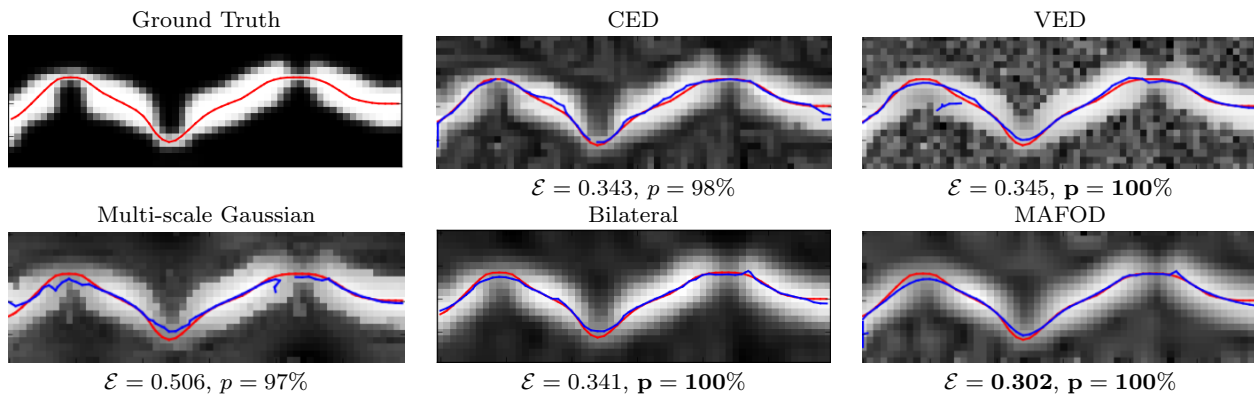 Ground Truth
CED
VED
ℰ = 0.343, p = 98%
ℰ = 0.345, p = 100%
Multi-scale Gaussian
Bilateral
MAFOD
ℰ = 0.506, p = 97%
ℰ = 0.341, p = 100%
ℰ = 0.302, p = 100%